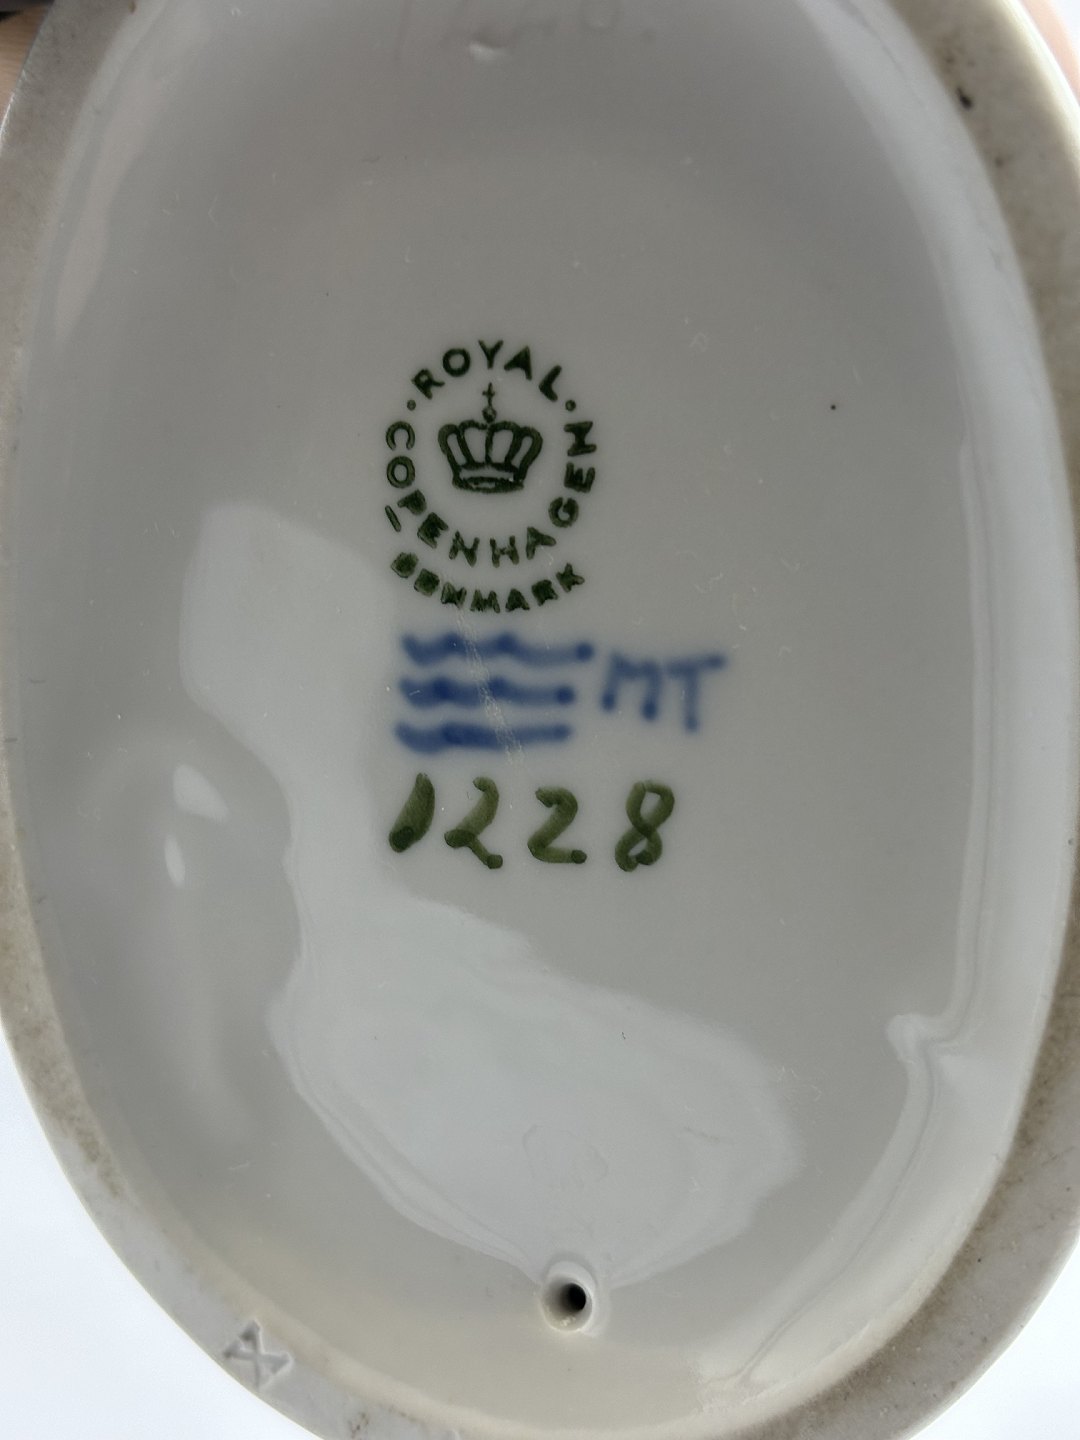 ROYAL
COPENHAGEN
DENMARK
MT
1228